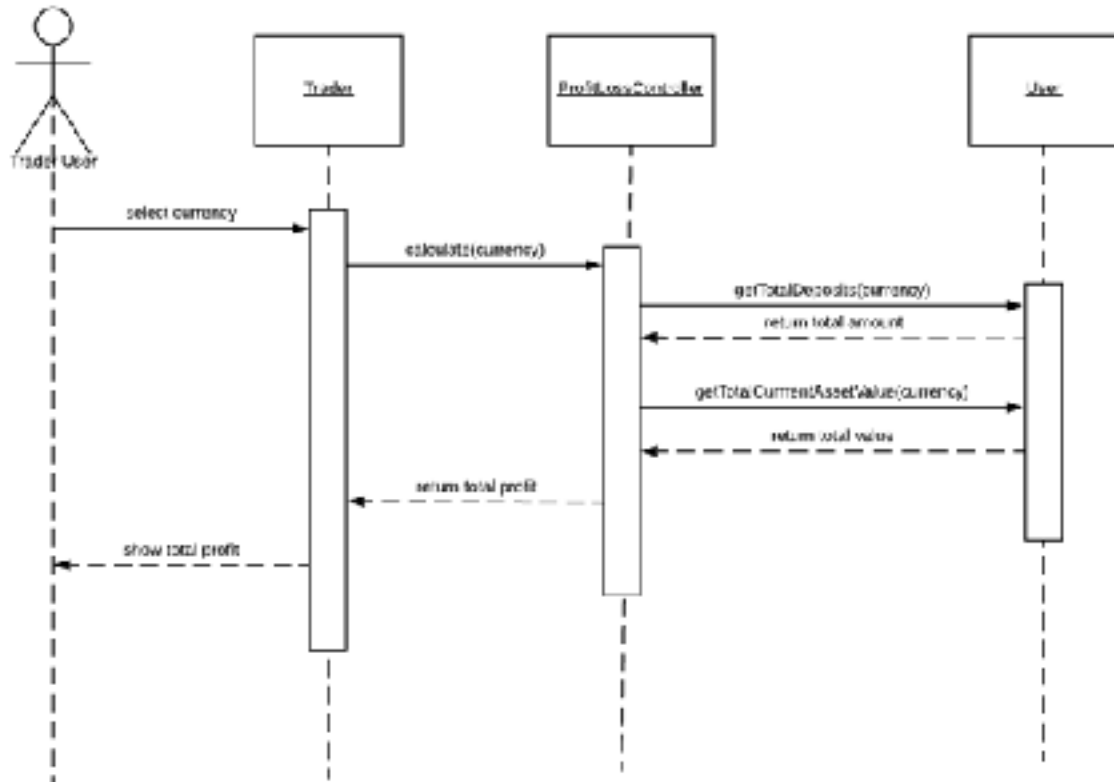 Trader
ProfitLossController
User
Trader User
select currency
calculate(currency)
getTotalDeposits(currency)
return total amount
getTotalCurrentAssetValue(currency)
return total value
return total profit
show total profit